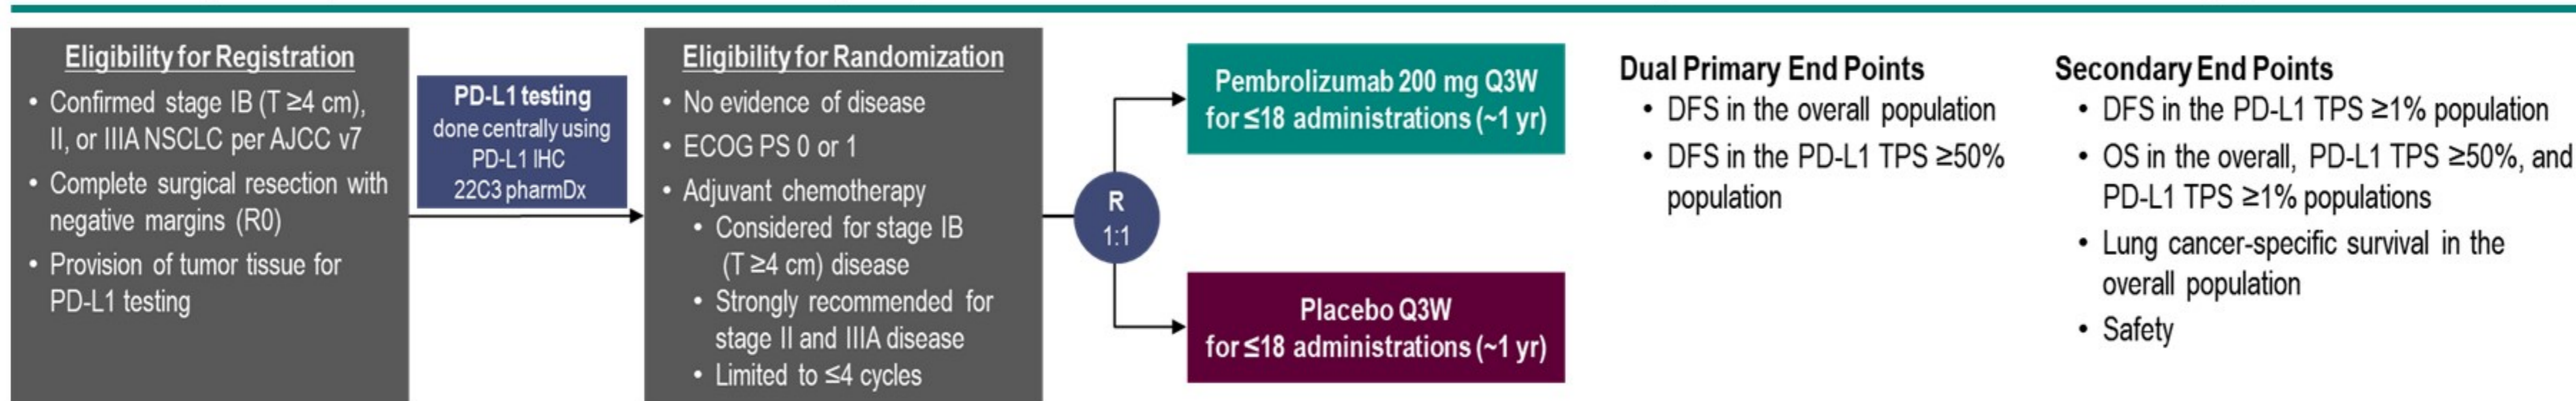 Eligibility for Registration
• Confirmed stage IB (T ≥4 cm),
II, or IIIA NSCLC per AJCC v7
• Complete surgical resection with
negative margins (R0)
• Provision of tumor tissue for
PD-L1 testing
PD-L1 testing
done centrally using
PD-L1 IHC
22C3 pharmDx
Eligibility for Randomization
• No evidence of disease
• ECOG PS 0 or 1
• Adjuvant chemotherapy
• Considered for stage IB
(T ≥4 cm) disease
• Strongly recommended for
stage II and IIIA disease
• Limited to ≤4 cycles
R
1:1
Pembrolizumab 200 mg Q3W
for ≤18 administrations (~1 yr)
Placebo Q3W
for ≤18 administrations (~1 yr)
Dual Primary End Points
• DFS in the overall population
• DFS in the PD-L1 TPS ≥50%
population
Secondary End Points
• DFS in the PD-L1 TPS ≥1% population
• OS in the overall, PD-L1 TPS ≥50%, and
PD-L1 TPS ≥1% populations
• Lung cancer-specific survival in the
overall population
• Safety